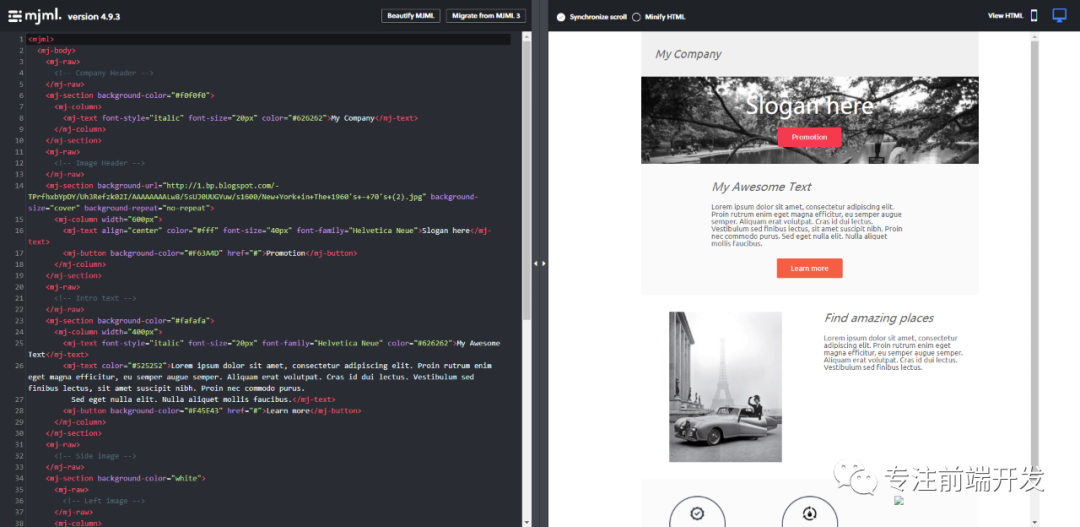 mjml. version 4.9.3
Beautify MJML
Migrate from MJML 3
1 <mjml>
2 <mj-body>
3 <mj-raw>
4 <!-- Company Header -->
5 </mj-raw>
6 <mj-section background-color="#f0f0f0">
7 <mj-column>
8 <mj-text font-style="italic" font-size="20px" color="#626262">My Company</mj-text>
9 </mj-column>
10 </mj-section>
11 <mj-raw>
12 <!-- Image Header -->
13 </mj-raw>
14 <mj-section background-url="http://1.bp.blogspot.com/-
TPrfhxbYpDY/Uh3Refzk02I/AAAAAAAALw8/5sUJ0UUGYuw/s1600/New+York+in+The+1960's+-+70's+(2).jpg" background-
size="cover" background-repeat="no-repeat">
15 <mj-column width="600px">
16 <mj-text align="center" color="#fff" font-size="40px" font-family="Helvetica Neue">Slogan here</mj-
text>
17 <mj-button background-color="#F63A4D" href="#">Promotion</mj-button>
18 </mj-column>
19 </mj-section>
20 <mj-raw>
21 <!-- Intro text -->
22 </mj-raw>
23 <mj-section background-color="#fafafa">
24 <mj-column width="400px">
25 <mj-text font-style="italic" font-size="20px" font-family="Helvetica Neue" color="#626262">My Awesome
Text</mj-text>
26 <mj-text color="#525252">Lorem ipsum dolor sit amet, consectetur adipiscing elit. Proin rutrum enim
eget magna efficitur, eu semper augue semper. Aliquam erat volutpat. Cras id dui lectus. Vestibulum sed
finibus lectus, sit amet suscipit nibh. Proin nec commodo purus.
27 Sed eget nulla elit. Nulla aliquet mollis faucibus.</mj-text>
28 <mj-button background-color="#F45E43" href="#">Learn more</mj-button>
29 </mj-column>
30 </mj-section>
31 <mj-raw>
32 <!-- Side image -->
33 </mj-raw>
34 <mj-section background-color="white">
35 <mj-raw>
36 <!-- Left image -->
37 </mj-raw>
38 <mj-column>
Synchronize scroll
Minify HTML
View HTML
My Company
Slogan here
Promotion
My Awesome Text
Lorem ipsum dolor sit amet, consectetur adipiscing elit.
Proin rutrum enim eget magna efficitur, eu semper augue
semper. Aliquam erat volutpat. Cras id dui lectus.
Vestibulum sed finibus lectus, sit amet suscipit nibh. Proin
nec commodo purus. Sed eget nulla elit. Nulla aliquet
mollis faucibus.
Learn more
Find amazing places
Lorem ipsum dolor sit amet, consectetur
adipiscing elit. Proin rutrum enim eget magna
efficitur, eu semper augue semper. Aliquam erat
volutpat. Cras id dui lectus. Vestibulum sed
finibus lectus.
专注前端开发